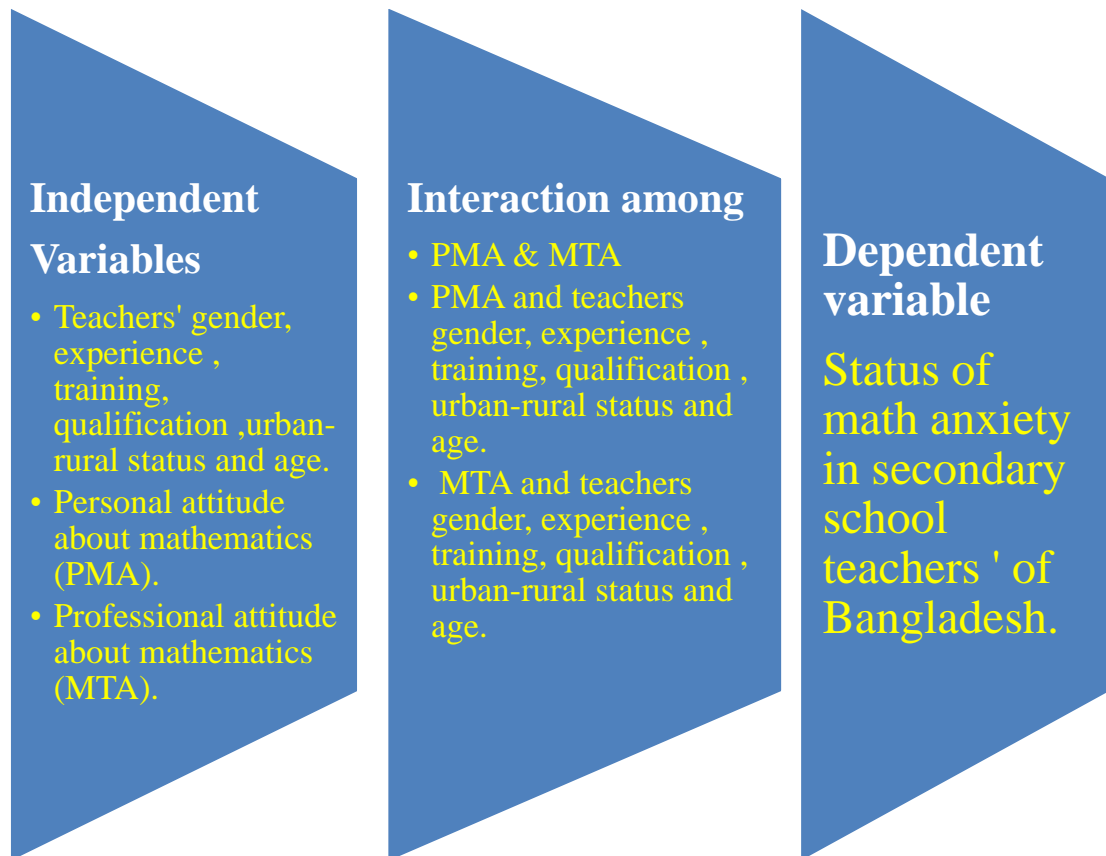 Independent
Variables
• Teachers' gender,
experience ,
training,
qualification ,urban-
rural status and age.
• Personal attitude
about mathematics
(PMA).
• Professional attitude
about mathematics
(MTA).
Interaction among
• PMA & MTA
• PMA and teachers
gender, experience ,
training, qualification ,
urban-rural status and
age.
• MTA and teachers
gender, experience ,
training, qualification ,
urban-rural status and
age.
Dependent
variable
Status of
math anxiety
in secondary
school
teachers ' of
Bangladesh.